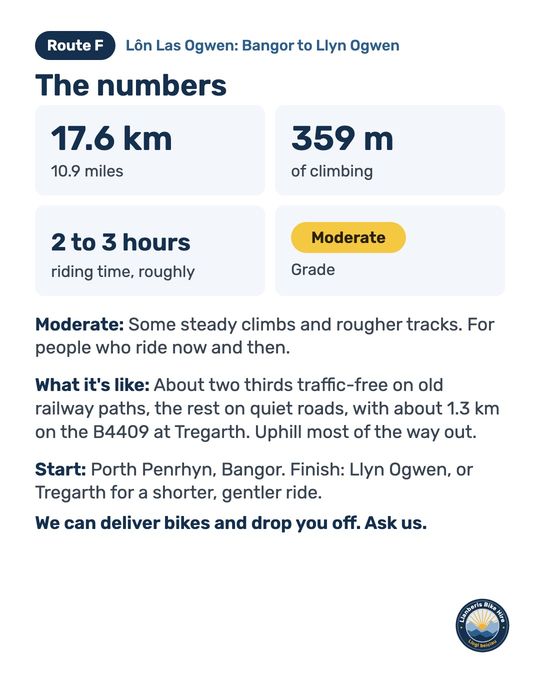 Route F Lôn Las Ogwen: Bangor to Llyn Ogwen
The numbers
17.6 km
10.9 miles
359 m
of climbing
2 to 3 hours
riding time, roughly
Moderate
Grade
Moderate: Some steady climbs and rougher tracks. For
people who ride now and then.
What it's like: About two thirds traffic-free on old
railway paths, the rest on quiet roads, with about 1.3 km
on the B4409 at Tregarth. Uphill most of the way out.
Start: Porth Penrhyn, Bangor. Finish: Llyn Ogwen, or
Tregarth for a shorter, gentler ride.
We can deliver bikes and drop you off. Ask us.
Llanberis Bike Hire
Llogi Beiciau